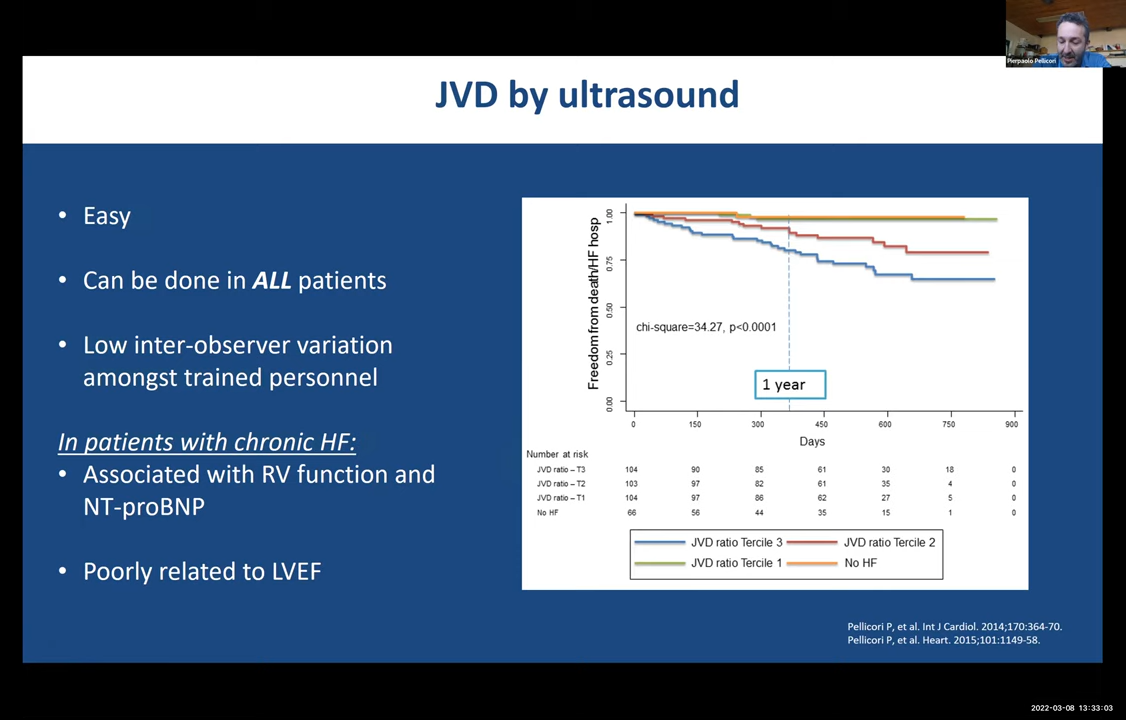 Pierpaolo Pellicori
JVD by ultrasound
• Easy
• Can be done in ALL patients
• Low inter-observer variation
amongst trained personnel
In patients with chronic HF:
• Associated with RV function and
NT-proBNP
• Poorly related to LVEF
Freedom from death/HF hosp
1.00
0.75
0.50
0.25
0.00
chi-square=34.27, p<0.0001
1 year
0 150 300 450 600 750 900
Days
Number at risk
JVD ratio – T3 104 90 85 61 30 18 0
JVD ratio – T2 103 97 82 61 35 4 0
JVD ratio – T1 104 97 86 62 27 5 0
No HF 66 56 44 35 15 1 0
JVD ratio Tercile 3 JVD ratio Tercile 2
JVD ratio Tercile 1 No HF
Pellicori P, et al. Int J Cardiol. 2014;170:364-70.
Pellicori P, et al. Heart. 2015;101:1149-58.
2022-03-08 13:33:03